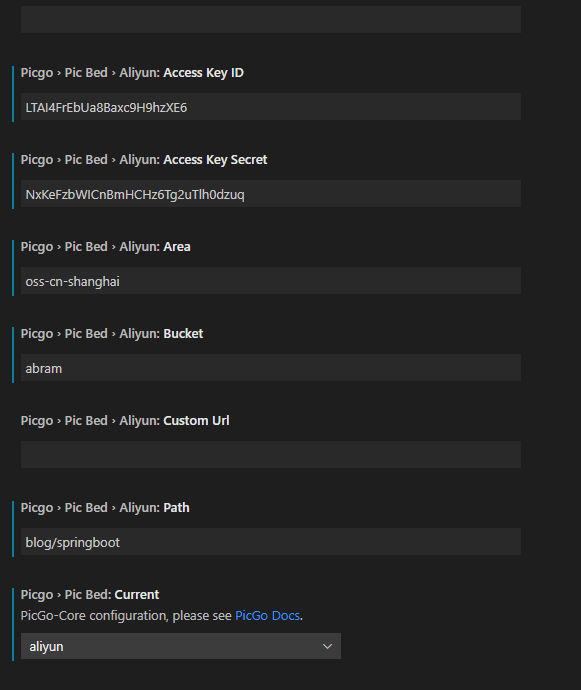 Picgo › Pic Bed › Aliyun: Access Key ID
LTAI4FrEbUa8Baxc9H9hzXE6
Picgo › Pic Bed › Aliyun: Access Key Secret
NxKeFzbWICnBmHCHz6Tg2uTlh0dzuq
Picgo › Pic Bed › Aliyun: Area
oss-cn-shanghai
Picgo › Pic Bed › Aliyun: Bucket
abram
Picgo › Pic Bed › Aliyun: Custom Url
Picgo › Pic Bed › Aliyun: Path
blog/springboot
Picgo › Pic Bed: Current
PicGo-Core configuration, please see PicGo Docs.
aliyun